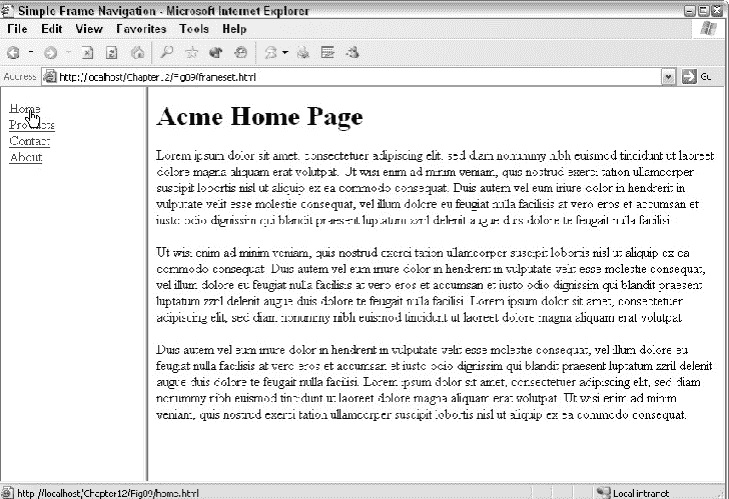 Simple Frame Navigation - Microsoft Internet Explorer
File Edit View Favorites Tools Help
Address http://localhost/Chapter12/Fig09/frameset.html Go
Home
Products
Contact
About
Acme Home Page
Lorem ipsum dolor sit amet, consectetuer adipiscing elit, sed diam nonummy nibh euismod tincidunt ut laoreet
dolore magna aliquam erat volutpat. Ut wisi enim ad minim veniam, quis nostrud exerci tation ullamcorper
suscipit lobortis nisl ut aliquip ex ea commodo consequat. Duis autem vel eum iriure dolor in hendrerit in
vulputate velit esse molestie consequat, vel illum dolore eu feugiat nulla facilisis at vero eros et accumsan et
iusto odio dignissim qui blandit praesent luptatum zzril delenit augue duis dolore te feugait nulla facilisi.
Ut wisi enim ad minim veniam, quis nostrud exerci tation ullamcorper suscipit lobortis nisl ut aliquip ex ea
commodo consequat. Duis autem vel eum iriure dolor in hendrerit in vulputate velit esse molestie consequat,
vel illum dolore eu feugiat nulla facilisis at vero eros et accumsan et iusto odio dignissim qui blandit praesent
luptatum zzril delenit augue duis dolore te feugait nulla facilisi. Lorem ipsum dolor sit amet, consectetuer
adipiscing elit, sed diam nonummy nibh euismod tincidunt ut laoreet dolore magna aliquam erat volutpat.
Duis autem vel eum iriure dolor in hendrerit in vulputate velit esse molestie consequat, vel illum dolore eu
feugiat nulla facilisis at vero eros et accumsan et iusto odio dignissim qui blandit praesent luptatum zzril delenit
augue duis dolore te feugait nulla facilisi. Lorem ipsum dolor sit amet, consectetuer adipiscing elit, sed diam
nonummy nibh euismod tincidunt ut laoreet dolore magna aliquam erat volutpat. Ut wisi enim ad minim
veniam, quis nostrud exerci tation ullamcorper suscipit lobortis nisl ut aliquip ex ea commodo consequat.
http://localhost/Chapter12/Fig09/home.html Local intranet